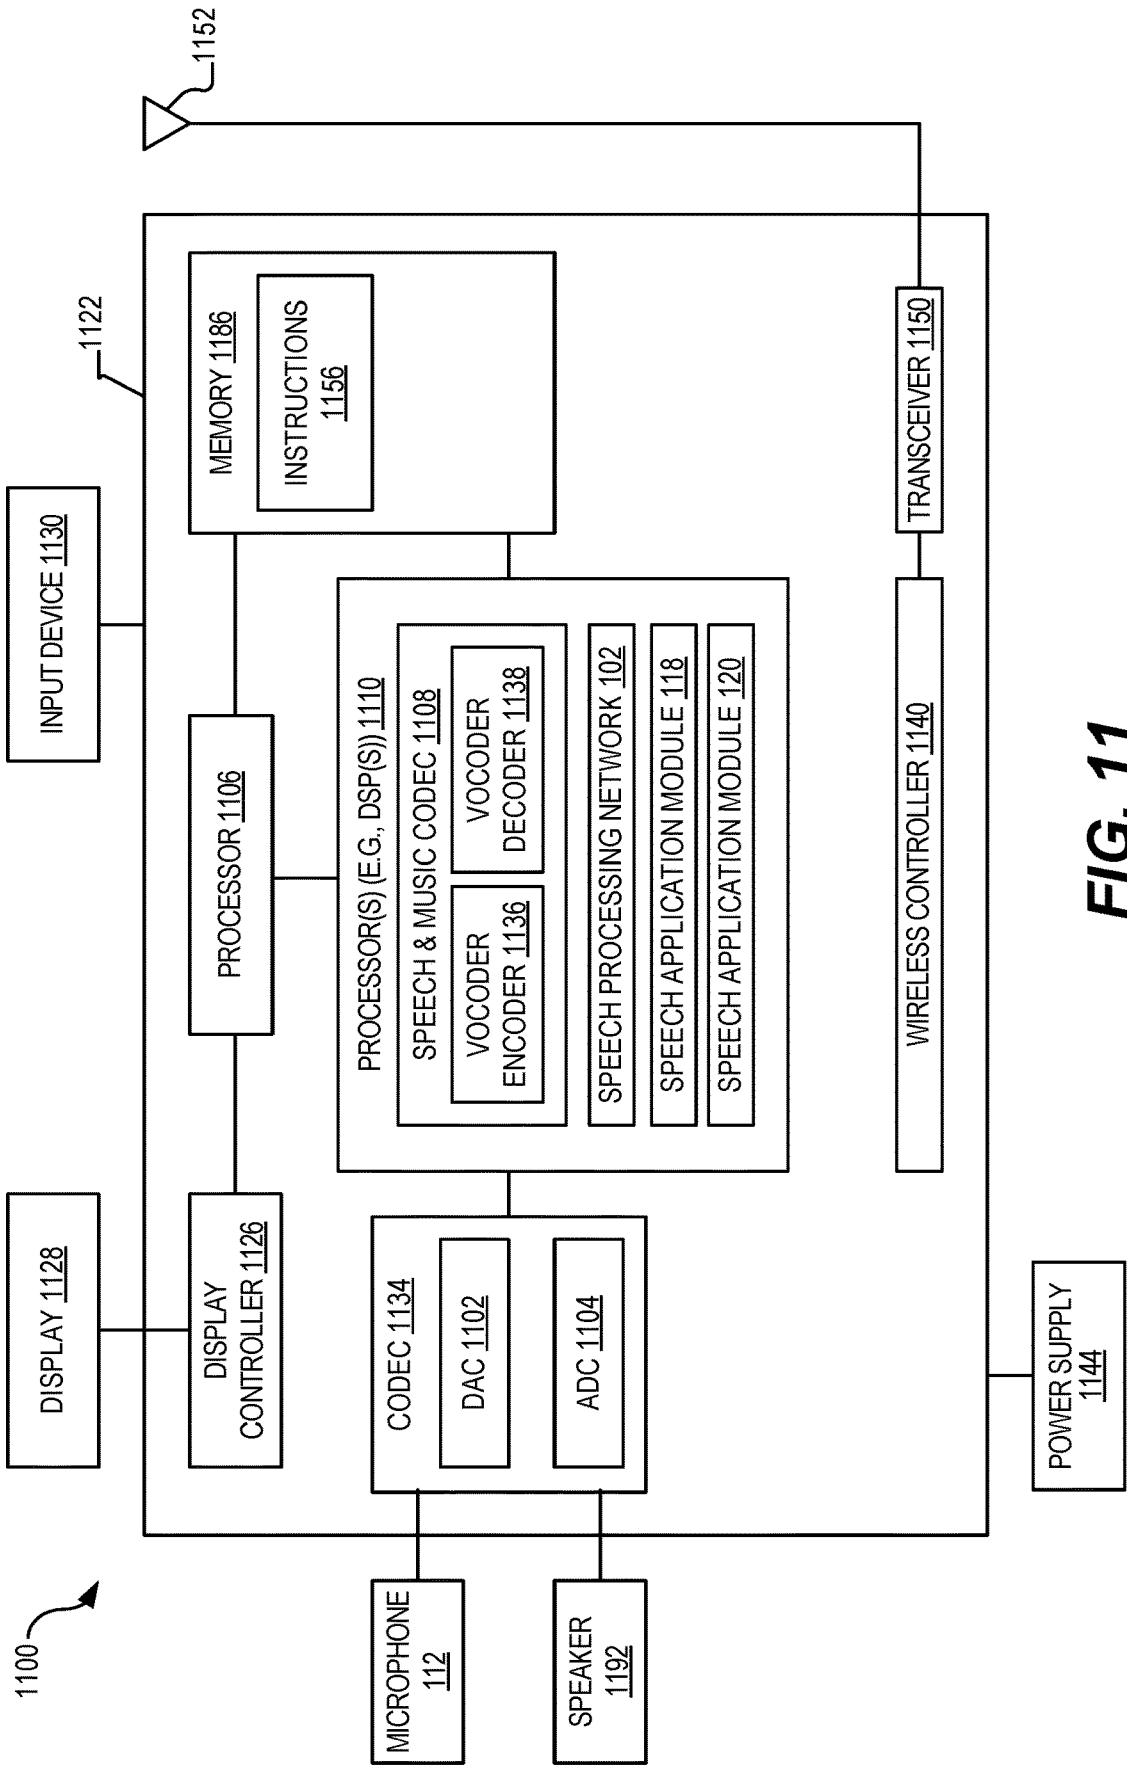 1100
1122
1152
DISPLAY 1128
INPUT DEVICE 1130
DISPLAY
CONTROLLER 1126
PROCESSOR 1106
MEMORY 1186
INSTRUCTIONS
1156
MICROPHONE
112
SPEAKER
1192
CODEC 1134
DAC 1102
ADC 1104
PROCESSOR(S) (E.G., DSP(S)) 1110
SPEECH & MUSIC CODEC 1108
VOCODER
ENCODER 1136
VOCODER
DECODER 1138
SPEECH PROCESSING NETWORK 102
SPEECH APPLICATION MODULE 118
SPEECH APPLICATION MODULE 120
WIRELESS CONTROLLER 1140
TRANSCEIVER 1150
POWER SUPPLY
1144
FIG. 11